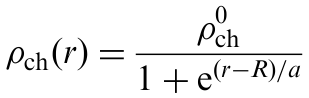 ρ_ch(r) = ρ_ch^0 / (1 + e^{(r−R)/a})